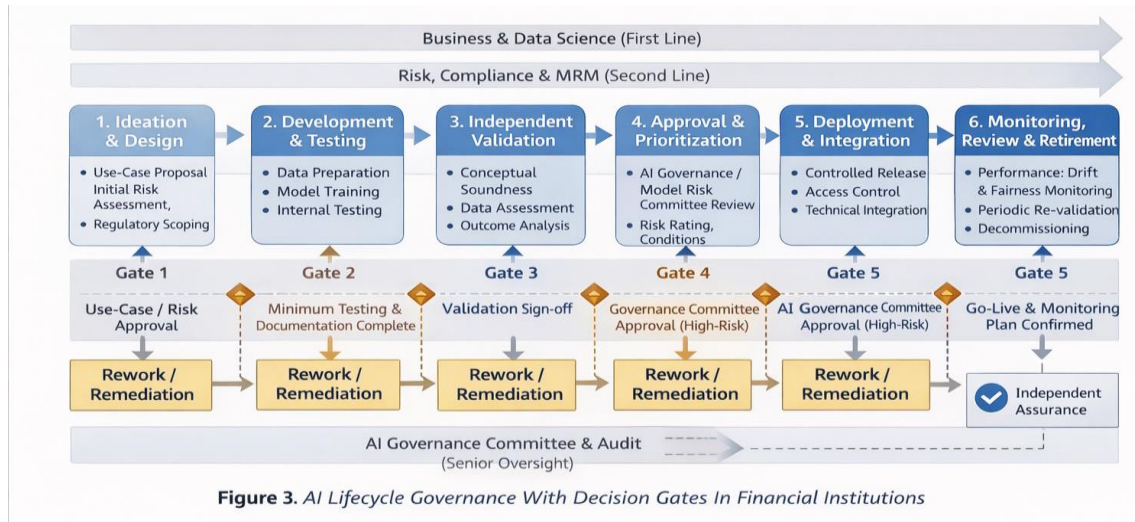 Business & Data Science (First Line)
Risk, Compliance & MRM (Second Line)
1. Ideation
& Design
• Use-Case Proposal
Initial Risk
Assessment,
• Regulatory Scoping
2. Development
& Testing
• Data Preparation
• Model Training
• Internal Testing
3. Independent
Validation
• Conceptual
Soundness
• Data Assessment
• Outcome Analysis
4. Approval &
Prioritization
• AI Governance /
Model Risk
Committee Review
• Risk Rating,
Conditions
5. Deployment
& Integration
• Controlled Release
• Access Control
• Technical Integration
6. Monitoring,
Review & Retirement
• Performance: Drift
& Fairness Monitoring
• Periodic Re-validation
• Decommissioning
Gate 1
Use-Case / Risk
Approval
Gate 2
Minimum Testing &
Documentation Complete
Gate 3
Validation Sign-off
Gate 4
Governance Committee
Approval (High-Risk)
Gate 5
AI Governance Committee
Approval (High-Risk)
Gate 5
Go-Live & Monitoring
Plan Confirmed
Rework /
Remediation
Rework /
Remediation
Rework /
Remediation
Rework /
Remediation
Rework /
Remediation
Independent
Assurance
AI Governance Committee & Audit
(Senior Oversight)
Figure 3. AI Lifecycle Governance With Decision Gates In Financial Institutions